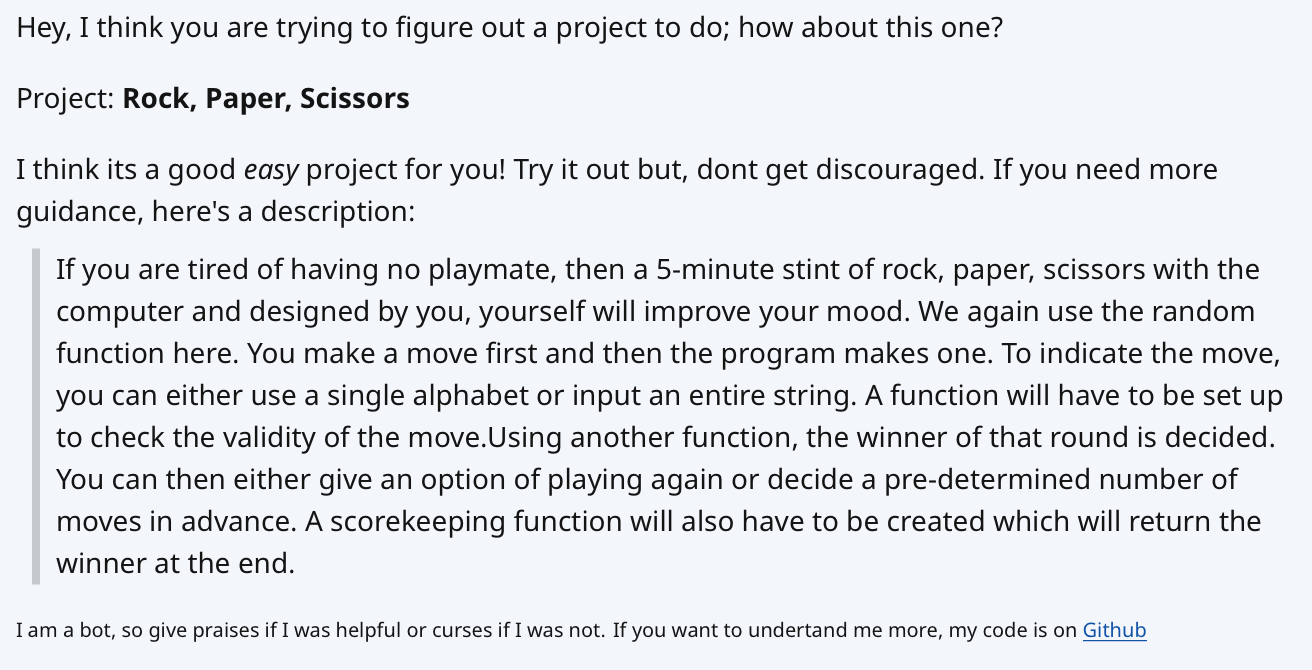 Hey, I think you are trying to figure out a project to do; how about this one?
Project: Rock, Paper, Scissors
I think its a good easy project for you! Try it out but, dont get discouraged. If you need more
guidance, here's a description:
If you are tired of having no playmate, then a 5-minute stint of rock, paper, scissors with the
computer and designed by you, yourself will improve your mood. We again use the random
function here. You make a move first and then the program makes one. To indicate the move,
you can either use a single alphabet or input an entire string. A function will have to be set up
to check the validity of the move.Using another function, the winner of that round is decided.
You can then either give an option of playing again or decide a pre-determined number of
moves in advance. A scorekeeping function will also have to be created which will return the
winner at the end.
I am a bot, so give praises if I was helpful or curses if I was not. If you want to undertand me more, my code is on Github